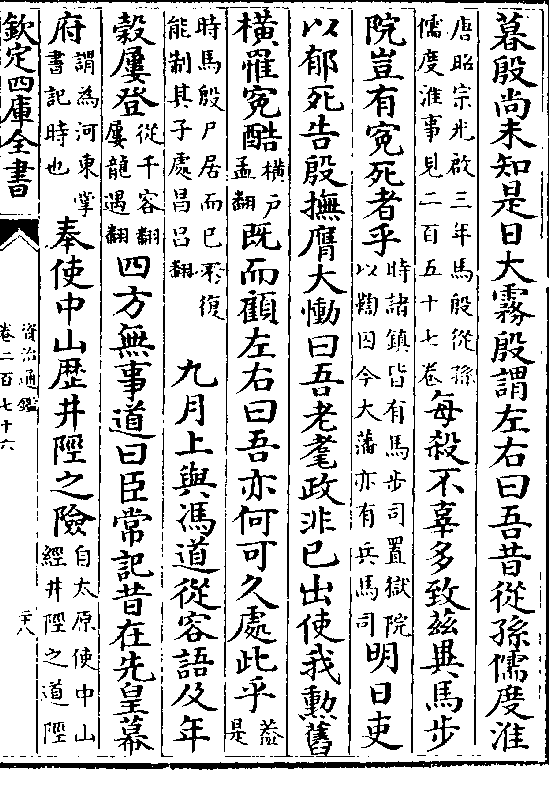 暮殷尚未知是日大霧殷謂左右曰吾昔從孫儒度淮
唐昭宗光啟三年馬殷從孫
儒度淮事見二百五十七卷
每殺不辜多致茲異馬步
院豈有冤死者乎
時諸鎮皆有馬步司置獄院
以鞫囚今大藩亦有兵馬司
明日吏
以郁死告殷撫膺大慟曰吾老耄政非已出使我勳舊
橫罹冤酷
橫户
孟翻
既而顧左右曰吾亦何可久處此乎
蓋
是
時馬殷尸居而已不復
能制其子處昌呂翻
九月上與馮道從容語及年
穀屢登
從千容翻
屢龍遇翻
四方無事道曰臣常記昔在先皇幕
府
謂為河東掌
書記時也
奉使中山歷井陘之險
自太原使中山
經井陘之道陘
欽定四庫全書
資治通鑑
卷二百七十六
二十八